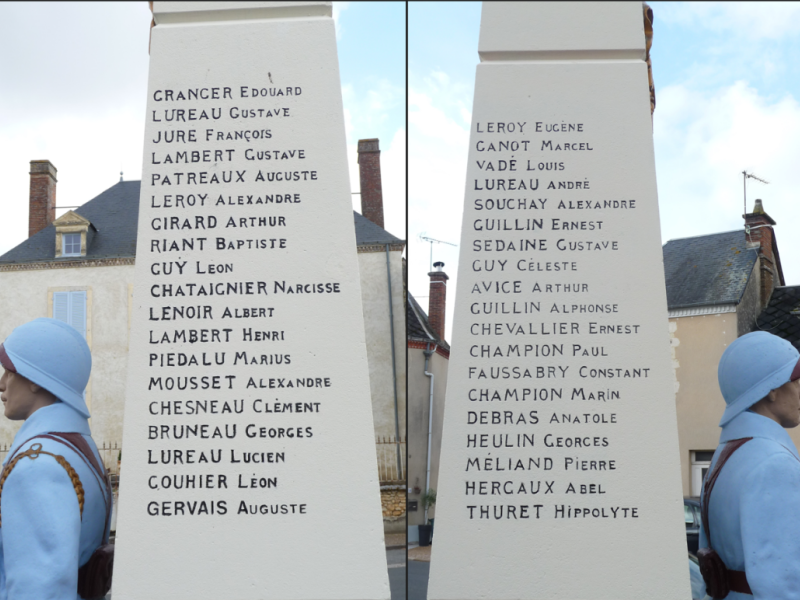 GRANGER EDOUARD
LUREAU GUSTAVE
JURE FRANÇOIS
LAMBERT GUSTAVE
PATREAUX AUGUSTE
LEROY ALEXANDRE
GIRARD ARTHUR
RIANT BAPTISTE
GUY LÉON
CHATAIGNIER NARCISSE
LENOIR ALBERT
LAMBERT HENRI
PIEDALU MARIUS
MOUSSET ALEXANDRE
CHESNEAU CLÉMENT
BRUNEAU GEORGES
LUREAU LUCIEN
GOUHIER LÉON
GERVAIS AUGUSTE
LEROY EUGÈNE
GANOT MARCEL
VADÉ LOUIS
LUREAU ANDRÉ
SOUCHAY ALEXANDRE
GUILLIN ERNEST
SEDAINE GUSTAVE
GUY CÉLESTE
AVICE ARTHUR
GUILLIN ALPHONSE
CHEVALLIER ERNEST
CHAMPION PAUL
FAUSSABRY CONSTANT
CHAMPION MARIN
DEBRAS ANATOLE
HEULIN GEORGES
MÉLIAND PIERRE
HERGAUX ABEL
THURET HIPPOLYTE